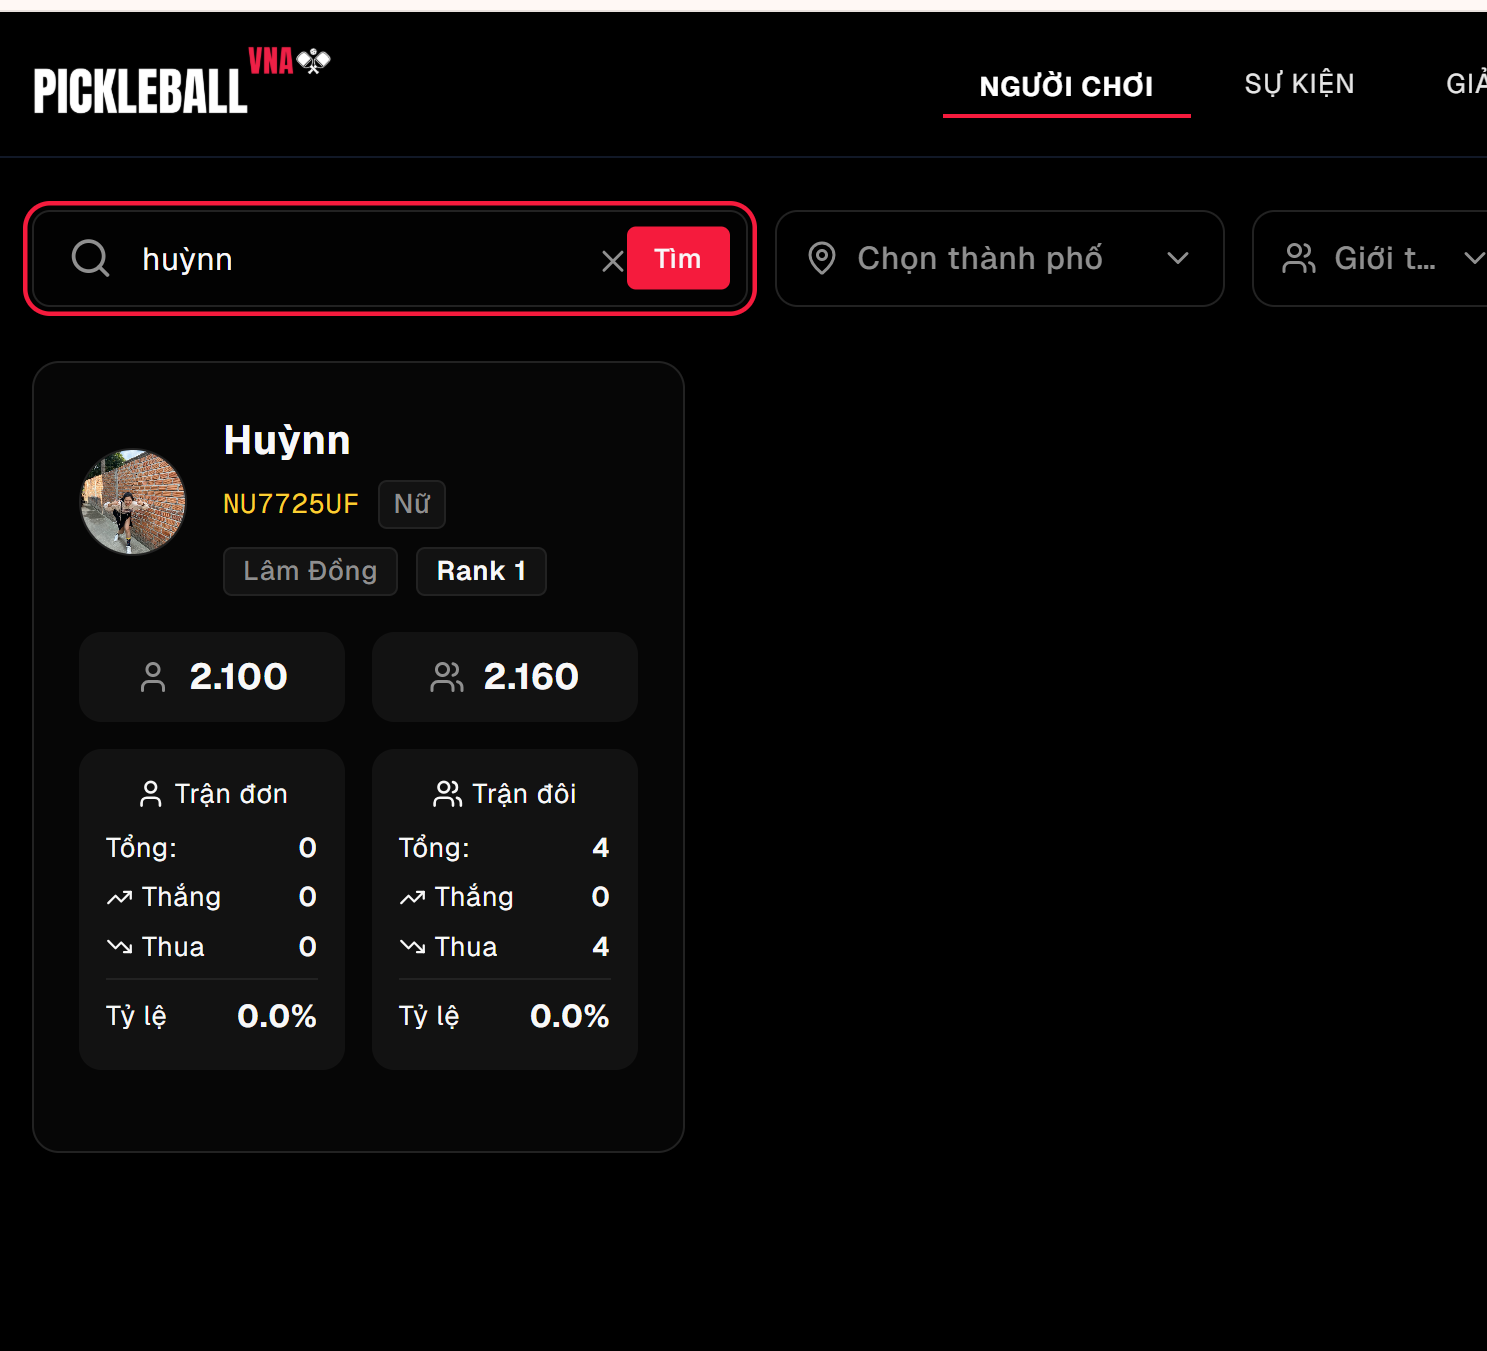 PICKLEBALL VNA
NGƯỜI CHƠI SỰ KIỆN
huỳnn Tìm Chọn thành phố Giới t...
Huỳnn
NU7725UF Nữ
Lâm Đồng Rank 1
2.100 2.160
Trận đơn Trận đôi
Tổng: 0 Tổng: 4
Thắng 0 Thắng 0
Thua 0 Thua 4
Tỷ lệ 0.0% Tỷ lệ 0.0%